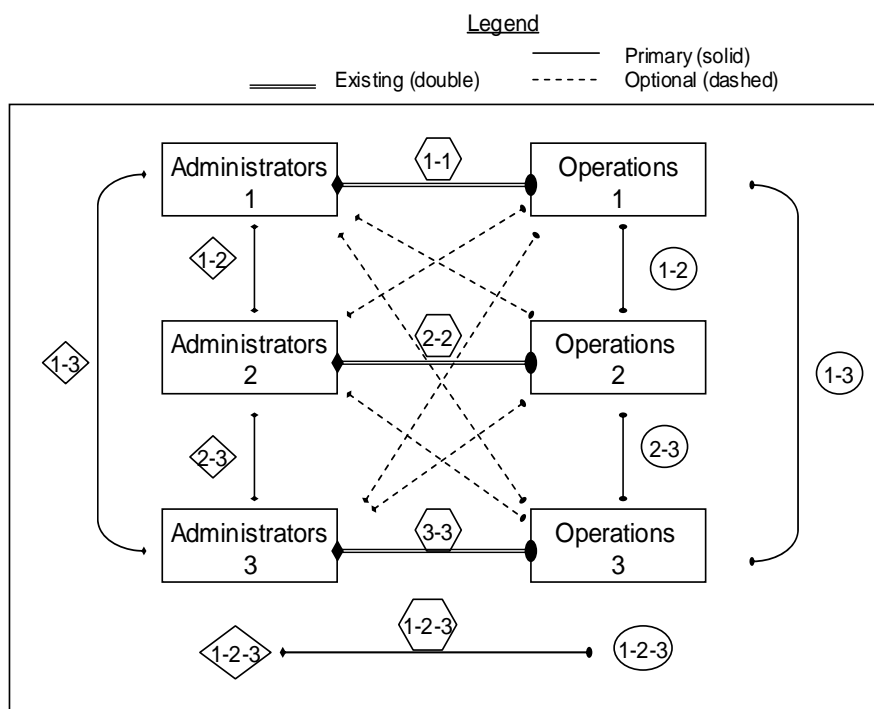 Legend
Primary (solid)
Existing (double)
Optional (dashed)
Administrators
1
1-1
Operations
1
1-2
1-2
Administrators
2
2-2
Operations
2
1-3
1-3
2-3
2-3
Administrators
3
3-3
Operations
3
1-2-3
1-2-3
1-2-3